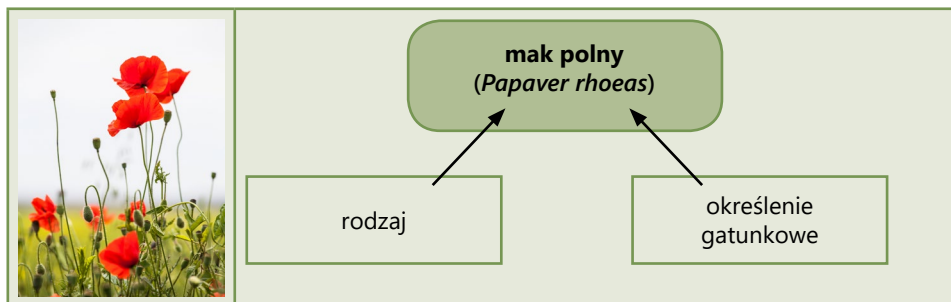 mak polny
(Papaver rhoeas)
rodzaj
określenie
gatunkowe